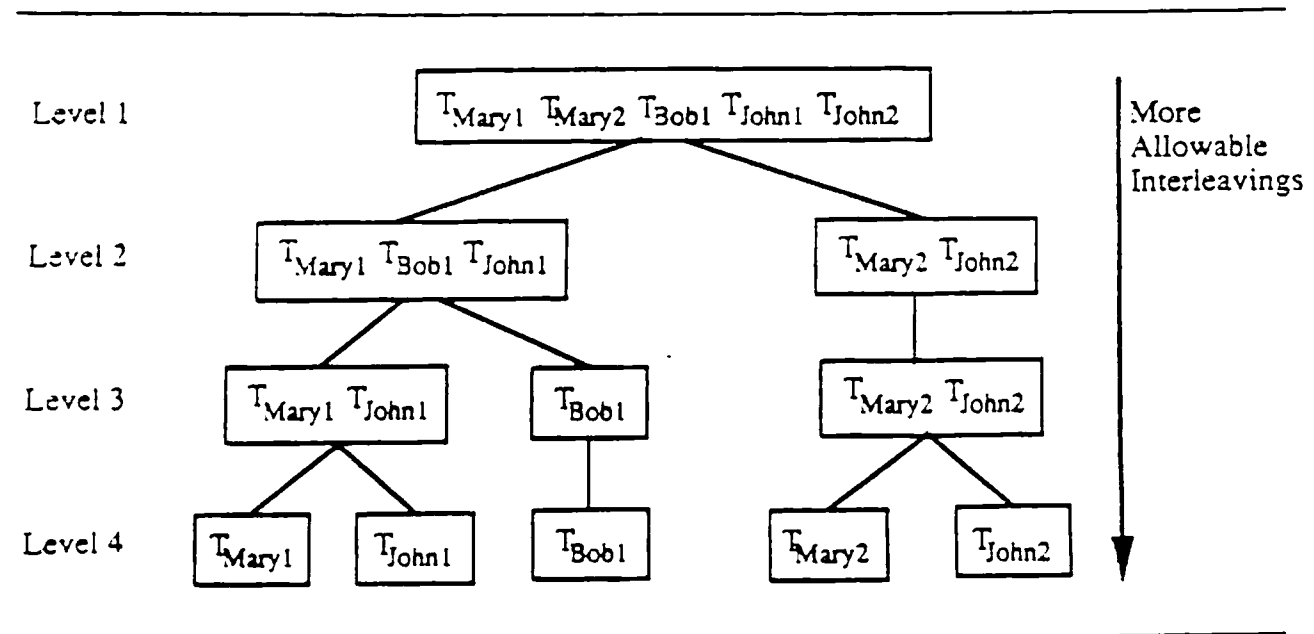 Level 1
T_Mary1 T_Mary2 T_Bob1 T_John1 T_John2
More
Allowable
Interleavings
Level 2
T_Mary1 T_Bob1 T_John1
T_Mary2 T_John2
Level 3
T_Mary1 T_John1
T_Bob1
T_Mary2 T_John2
Level 4
T_Mary1
T_John1
T_Bob1
T_Mary2
T_John2